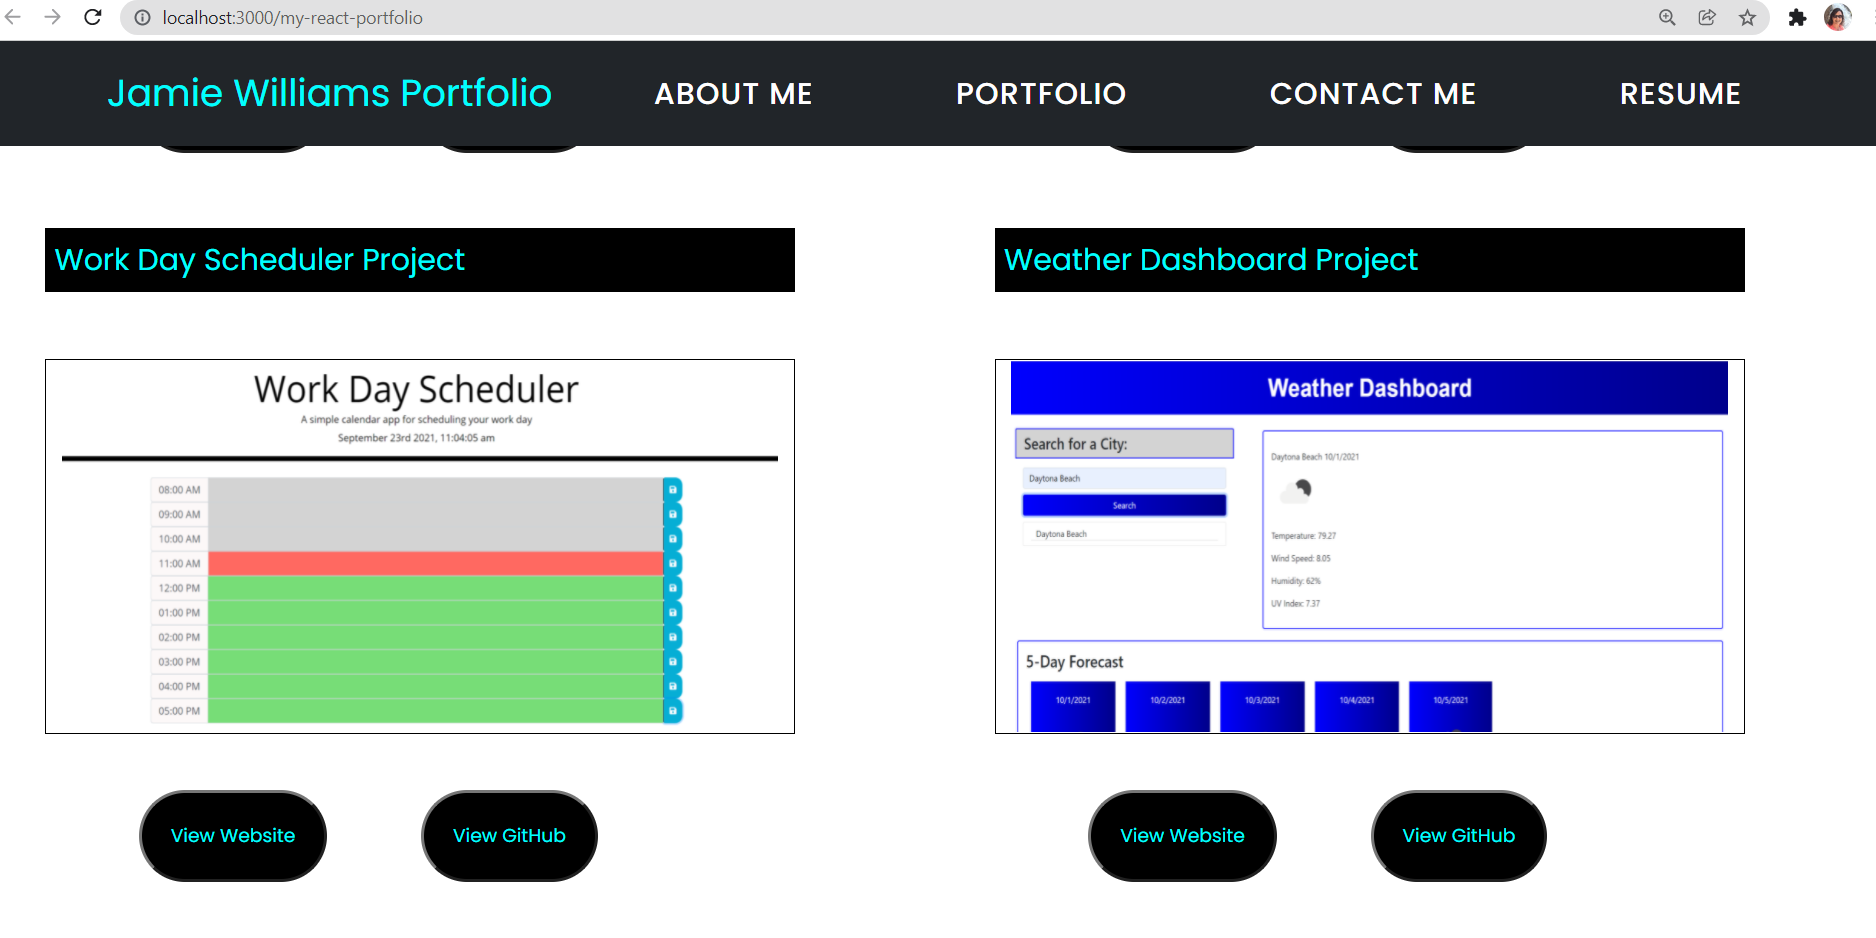 localhost:3000/my-react-portfolio
Jamie Williams Portfolio ABOUT ME PORTFOLIO CONTACT ME RESUME
Work Day Scheduler Project
Work Day Scheduler
A simple calendar app for scheduling your work day
September 23rd 2021, 11:04:05 am
08:00 AM
09:00 AM
10:00 AM
11:00 AM
12:00 PM
01:00 PM
02:00 PM
03:00 PM
04:00 PM
05:00 PM
View Website View GitHub
Weather Dashboard Project
Weather Dashboard
Search for a City:
Daytona Beach
Search
Daytona Beach
Daytona Beach 10/1/2021
Temperature: 79.27
Wind Speed: 8.05
Humidity: 62%
UV Index: 7.37
5-Day Forecast
10/1/2021 10/2/2021 10/3/2021 10/4/2021 10/5/2021
View Website View GitHub